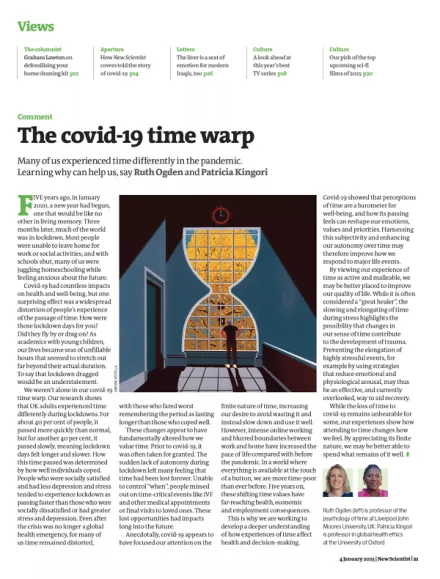 Views
The columnist
Graham Lawton on
defossilising your
home cleaning kit p22
Aperture
How New Scientist
covers told the story
of covid-19 p24
Letters
The liver is a seat of
emotion for modern
Iraqis, too p26
Culture
A look ahead at
this year's best
TV series p28
Culture
Our pick of the top
upcoming sci-fi
films of 2025 p30
Comment
The covid-19 time warp
Many of us experienced time differently in the pandemic.
Learning why can help us, say Ruth Ogden and Patricia Kingori
FIVE years ago, in January
2020, a new year had begun,
one that would be like no
other in living memory. Three
months later, much of the world
was in lockdown. Most people
were unable to leave home for
work or social activities, and with
schools shut, many of us were
juggling homeschooling while
feeling anxious about the future.
Covid-19 had countless impacts
on health and well-being, but one
surprising effect was a widespread
distortion of people's experience
of the passage of time. How were
those lockdown days for you?
Did they fly by or drag on? As
academics with young children,
our lives became seas of unfillable
hours that seemed to stretch out
far beyond their actual duration.
To say that lockdown dragged
would be an understatement.
We weren't alone in our covid-19
time warp. Our research shows
that UK adults experienced time
differently during lockdowns. For
about 40 per cent of people, it
passed more quickly than normal,
but for another 40 per cent, it
passed slowly, meaning lockdown
days felt longer and slower. How
this time passed was determined
by how well individuals coped.
People who were socially satisfied
and had less depression and stress
tended to experience lockdown as
passing faster than those who were
socially dissatisfied or had greater
stress and depression. Even after
the crisis was no longer a global
health emergency, for many of
us time remained distorted,
with those who fared worst
remembering the period as lasting
longer than those who coped well.
These changes appear to have
fundamentally altered how we
value time. Prior to covid-19, it
was often taken for granted. The
sudden lack of autonomy during
lockdown left many feeling that
time had been lost forever. Unable
to control "when", people missed
out on time-critical events like IVF
and other medical appointments
or final visits to loved ones. These
lost opportunities had impacts
long into the future.
Anecdotally, covid-19 appears to
have focused our attention on the
finite nature of time, increasing
our desire to avoid wasting it and
instead slow down and use it well.
However, intense online working
and blurred boundaries between
work and home have increased the
pace of life compared with before
the pandemic. In a world where
everything is available at the touch
of a button, we are more time-poor
than ever before. Five years on,
these shifting time values have
far-reaching health, economic
and employment consequences.
This is why we are working to
develop a deeper understanding
of how experiences of time affect
health and decision-making.
Covid-19 showed that perceptions
of time are a barometer for
well-being, and how its passing
feels can reshape our emotions,
values and priorities. Harnessing
this subjectivity and enhancing
our autonomy over time may
therefore improve how we
respond to major life events.
By viewing our experience of
time as active and malleable, we
may be better placed to improve
our quality of life. While it is often
considered a "great healer", the
slowing and elongating of time
during stress highlights the
possibility that changes in
our sense of time contribute
to the development of trauma.
Preventing the elongation of
highly stressful events, for
example by using strategies
that reduce emotional and
physiological arousal, may thus
be an effective, and currently
overlooked, way to aid recovery.
While the loss of time to
covid-19 remains unbearable for
some, our experiences show how
attending to time changes how
we feel. By appreciating its finite
nature, we may be better able to
spend what remains of it well.
Ruth Ogden (left) is professor of the
psychology of time at Liverpool John
Moores University, UK. Patricia Kingori
is professor in global health ethics
at the University of Oxford
4 January 2025 | New Scientist | 21